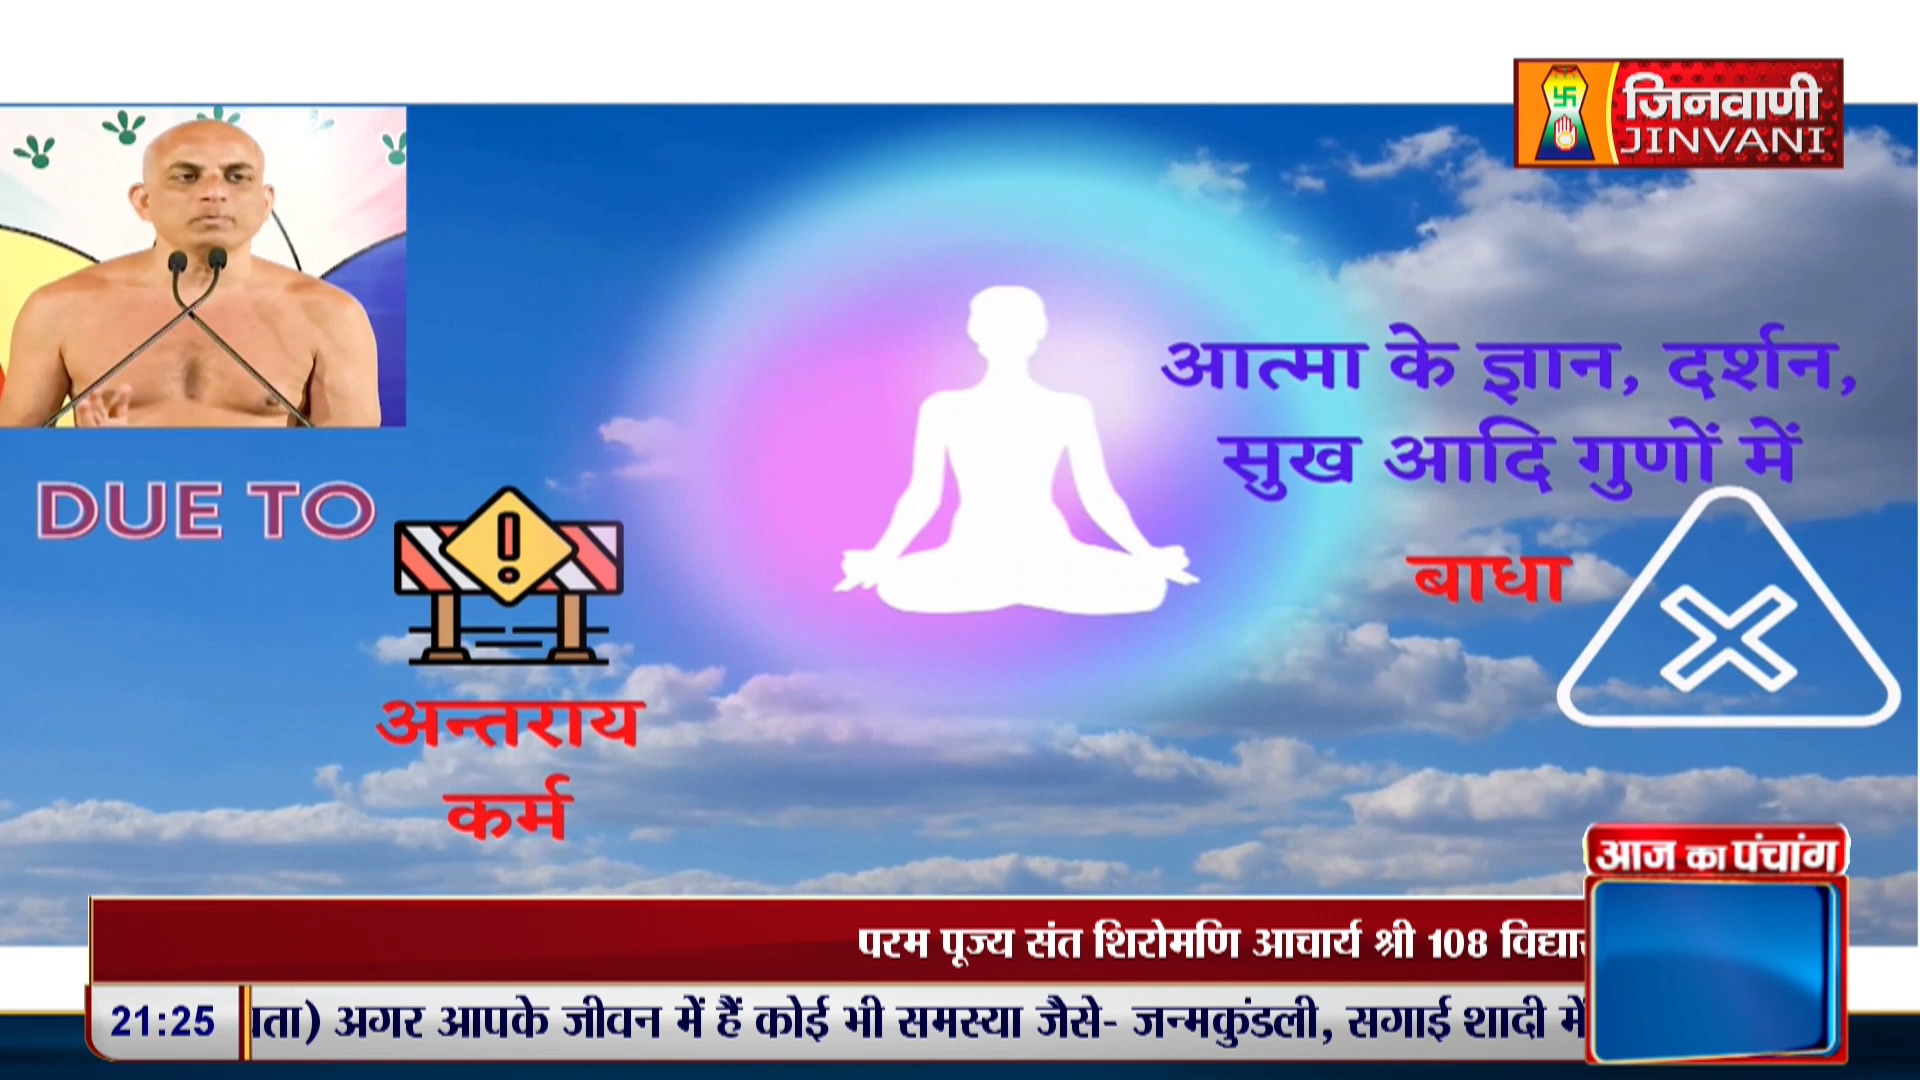 जिनवाणी
JINVANI
आत्मा के ज्ञान, दर्शन,
सुख आदि गुणों में
बाधा
DUE TO
अन्तराय
कर्म
आज का पंचांग
परम पूज्य संत शिरोमणि आचार्य श्री 108
21:25
अगर आपके जीवन में हैं कोई भी समस्या जैसे- जन्मकुंडली, सगाई शादी में